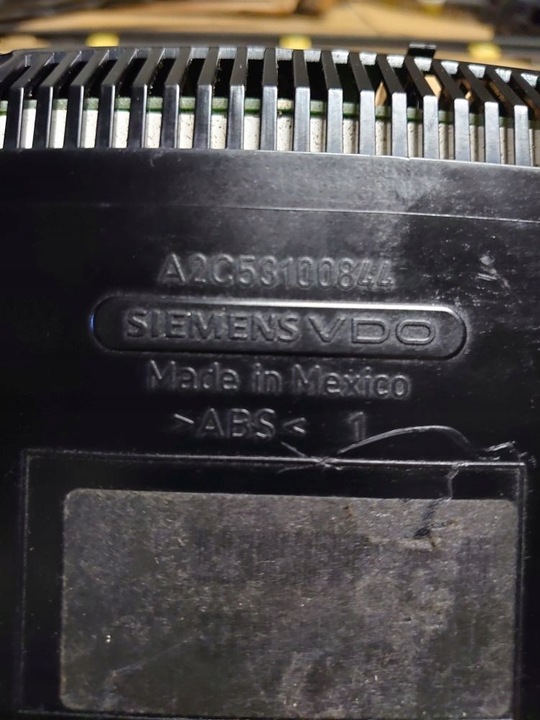 A2C53100844
SIEMENS VDO
Made in Mexico
>ABS< 1